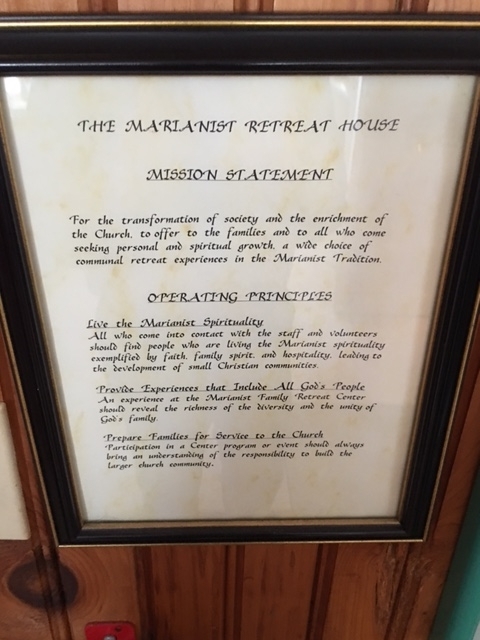 THE MARIANIST RETREAT HOUSE
MISSION STATEMENT
For the transformation of society and the enrichment of
the Church, to offer to the families and to all who come
seeking personal and spiritual growth, a wide choice of
communal retreat experiences in the Marianist Tradition.
OPERATING PRINCIPLES
Live the Marianist Spirituality
All who come into contact with the staff and volunteers
should find people who are living the Marianist spirituality
exemplified by faith, family spirit, and hospitality, leading to
the development of small Christian communities.
Provide Experiences that Include All God's People
An experience at the Marianist Family Retreat Center
should reveal the richness of the diversity and the unity of
God's family.
Prepare Families for Service to the Church
Participation in a Center program or event should always
bring an understanding of the responsibility to build the
larger church community.